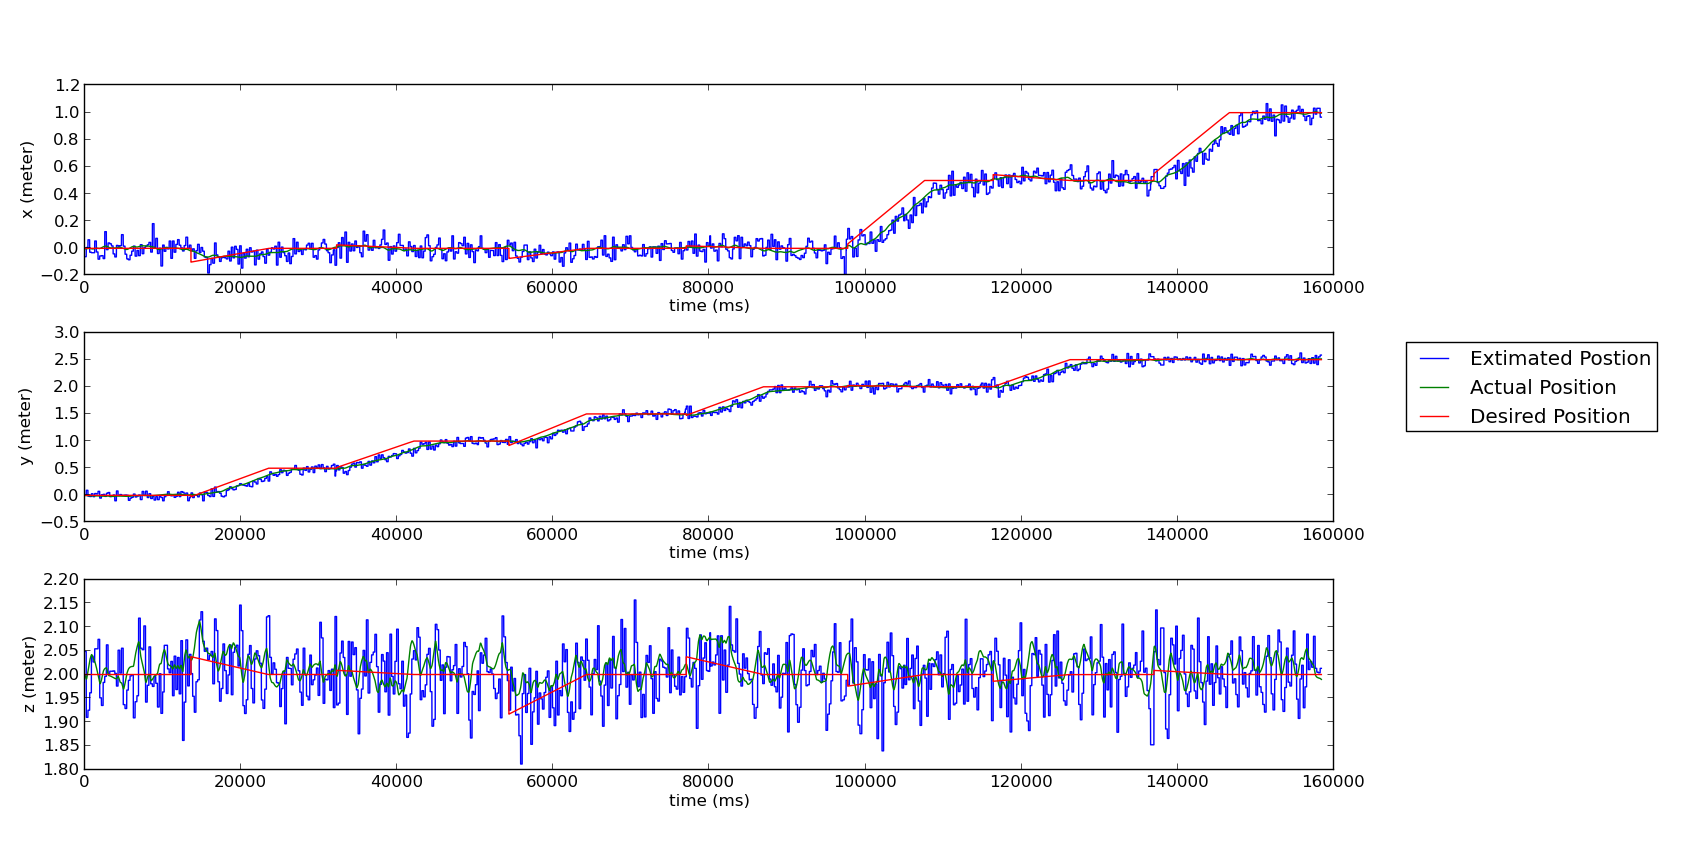 1.2
1.0
0.8
0.6
0.4
0.2
0.0
−0.2
x (meter)
0 20000 40000 60000 80000 100000 120000 140000 160000
time (ms)
3.0
2.5
2.0
1.5
1.0
0.5
0.0
−0.5
y (meter)
0 20000 40000 60000 80000 100000 120000 140000 160000
time (ms)
Extimated Postion
Actual Position
Desired Position
2.20
2.15
2.10
2.05
2.00
1.95
1.90
1.85
1.80
z (meter)
0 20000 40000 60000 80000 100000 120000 140000 160000
time (ms)